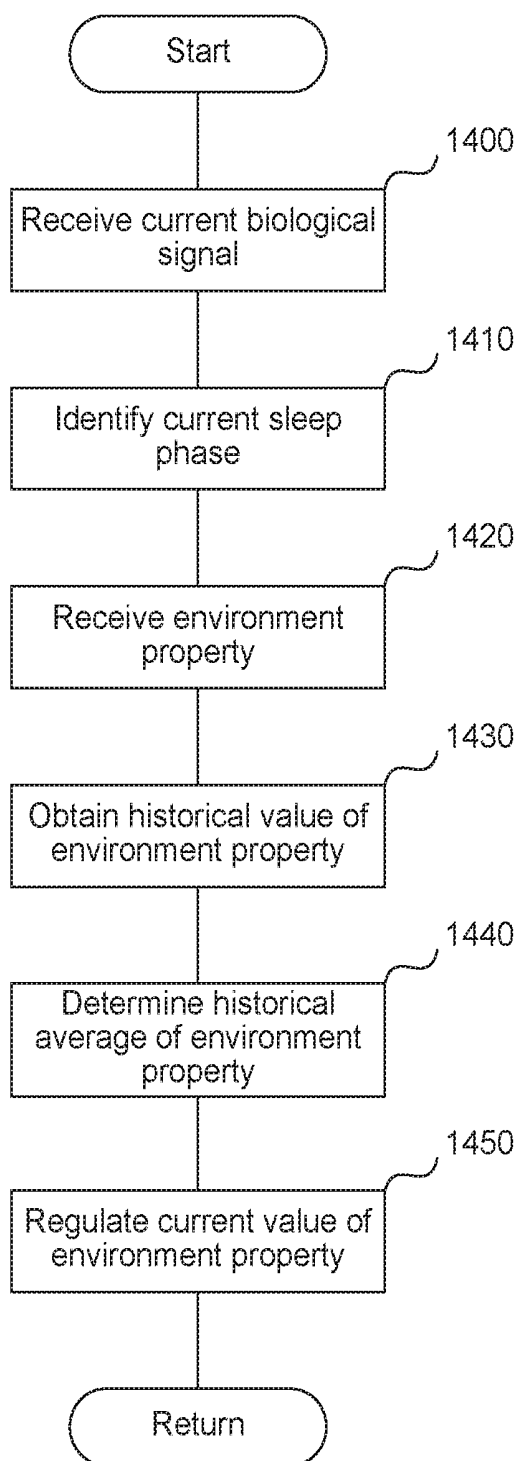 Start
1400
Receive current biological
signal
1410
Identify current sleep
phase
1420
Receive environment
property
1430
Obtain historical value of
environment property
1440
Determine historical
average of environment
property
1450
Regulate current value of
environment property
Return